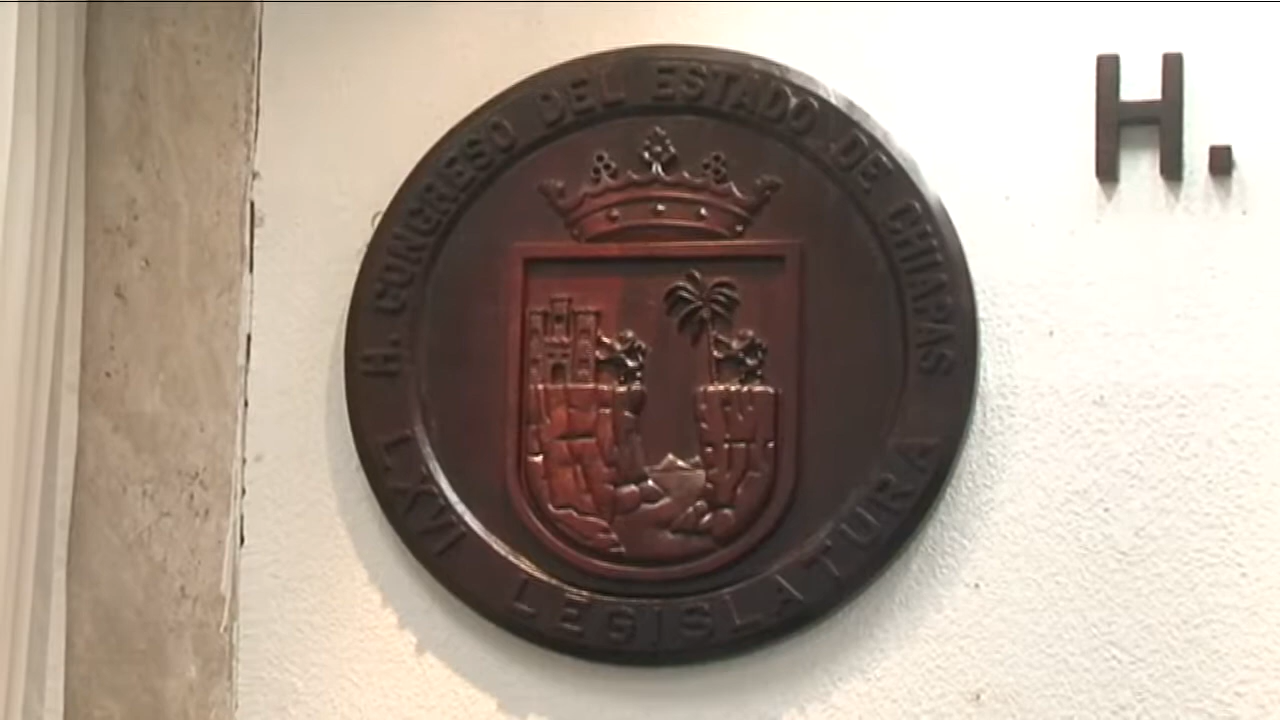 H. CONGRESO DEL ESTADO DE CHIAPAS
LXVI LEGISLATURA
H.